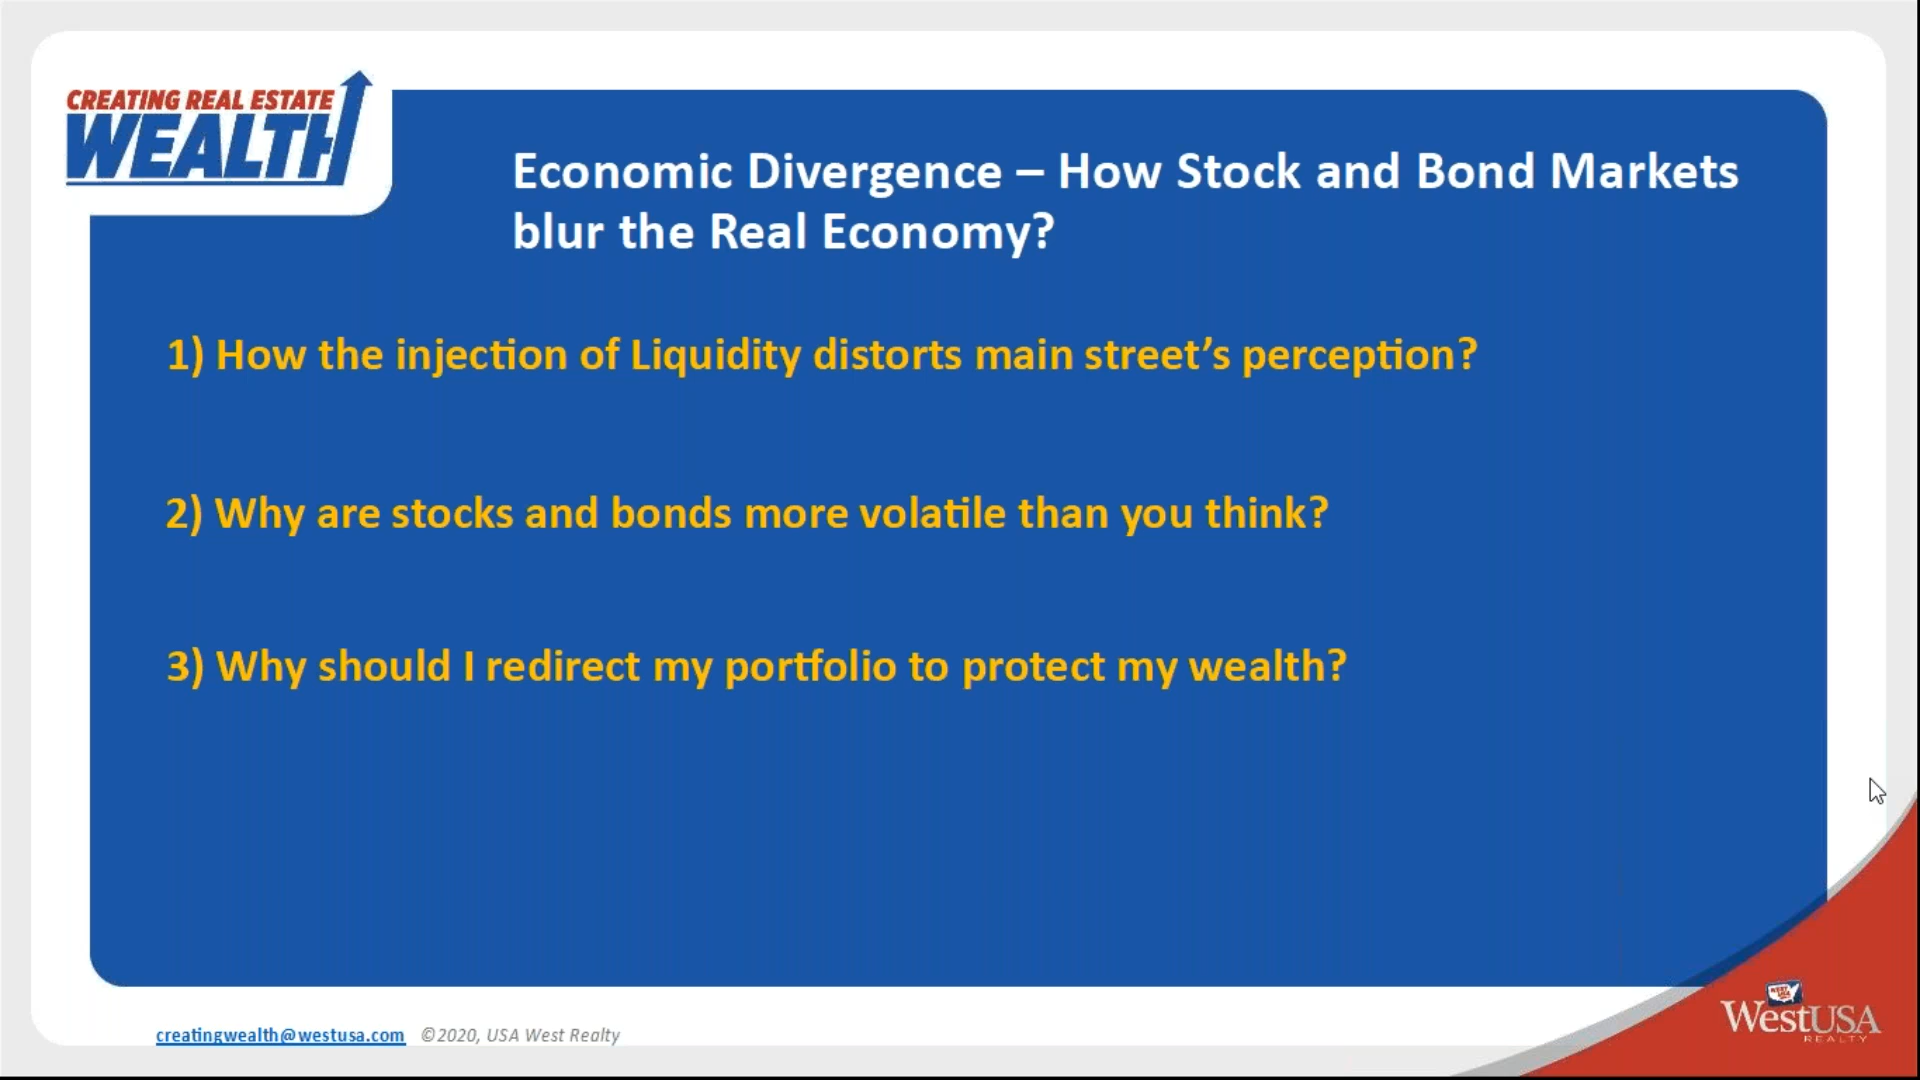 CREATING REAL ESTATE
WEALTH
Economic Divergence – How Stock and Bond Markets
blur the Real Economy?
1) How the injection of Liquidity distorts main street’s perception?
2) Why are stocks and bonds more volatile than you think?
3) Why should I redirect my portfolio to protect my wealth?
creatingwealth@westusa.com ©2020, USA West Realty
WEST USA
WestUSA
REALTY